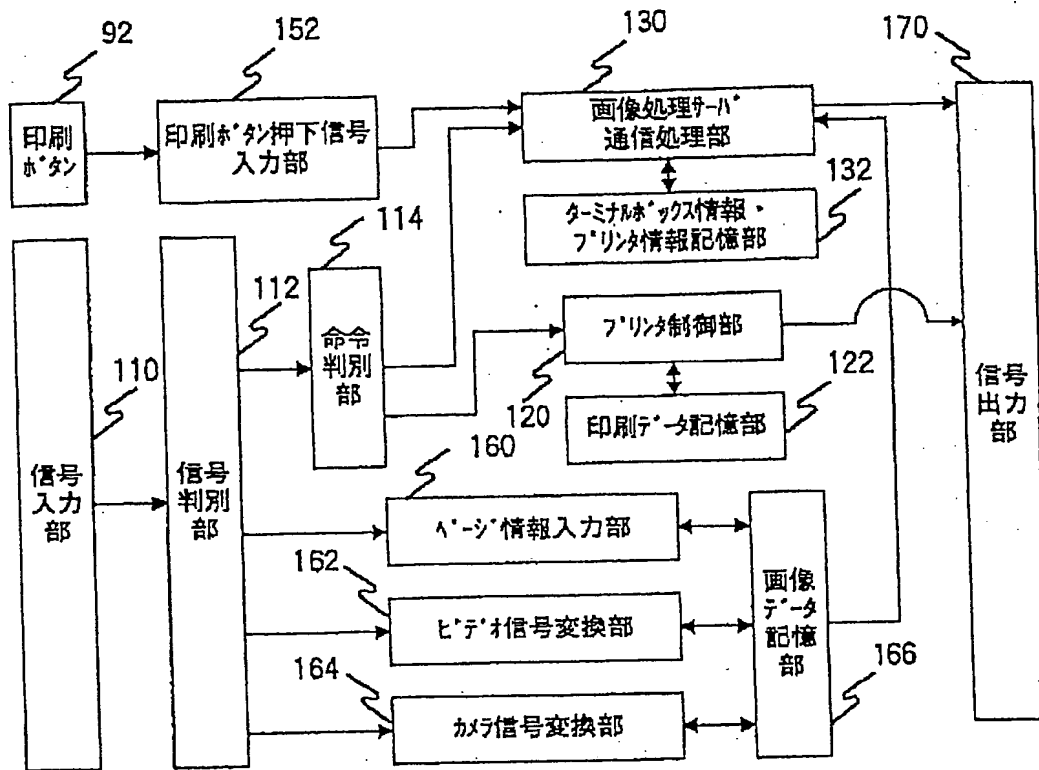 92
152
130
170
印刷
ボタン
印刷ボタン押下信号
入力部
画像処理サーバ
通信処理部
132
ターミナルボックス情報・
プリンタ情報記憶部
114
112
命令
判別
部
プリンタ制御部
120
122
印刷データ記憶部
110
信号
入力
部
信号
判別
部
160
ページ情報入力部
162
ビデオ信号変換部
164
カメラ信号変換部
画像
データ
記憶
部
166
信号
出力
部